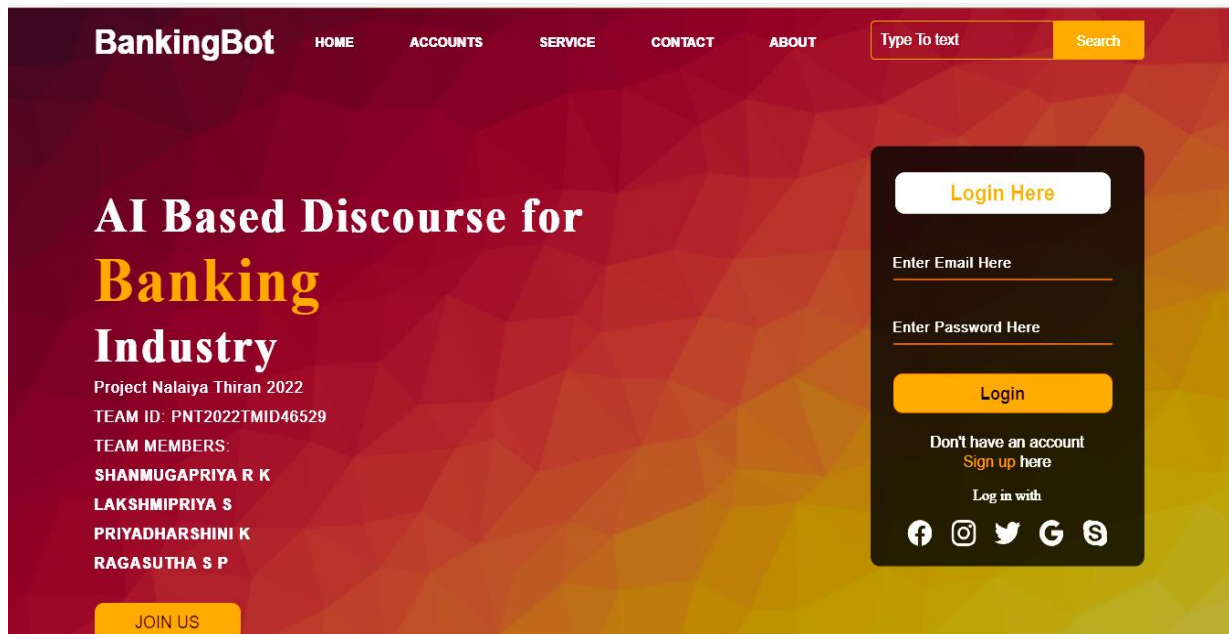 BankingBot HOME ACCOUNTS SERVICE CONTACT ABOUT Type To text Search
AI Based Discourse for
Banking
Industry
Project Nalaiya Thiran 2022
TEAM ID: PNT2022TMID46529
TEAM MEMBERS:
SHANMUGAPRIYA R K
LAKSHMIPRIYA S
PRIYADHARSHINI K
RAGASUTHA S P
JOIN US
Login Here
Enter Email Here
Enter Password Here
Login
Don't have an account
Sign up here
Log in with